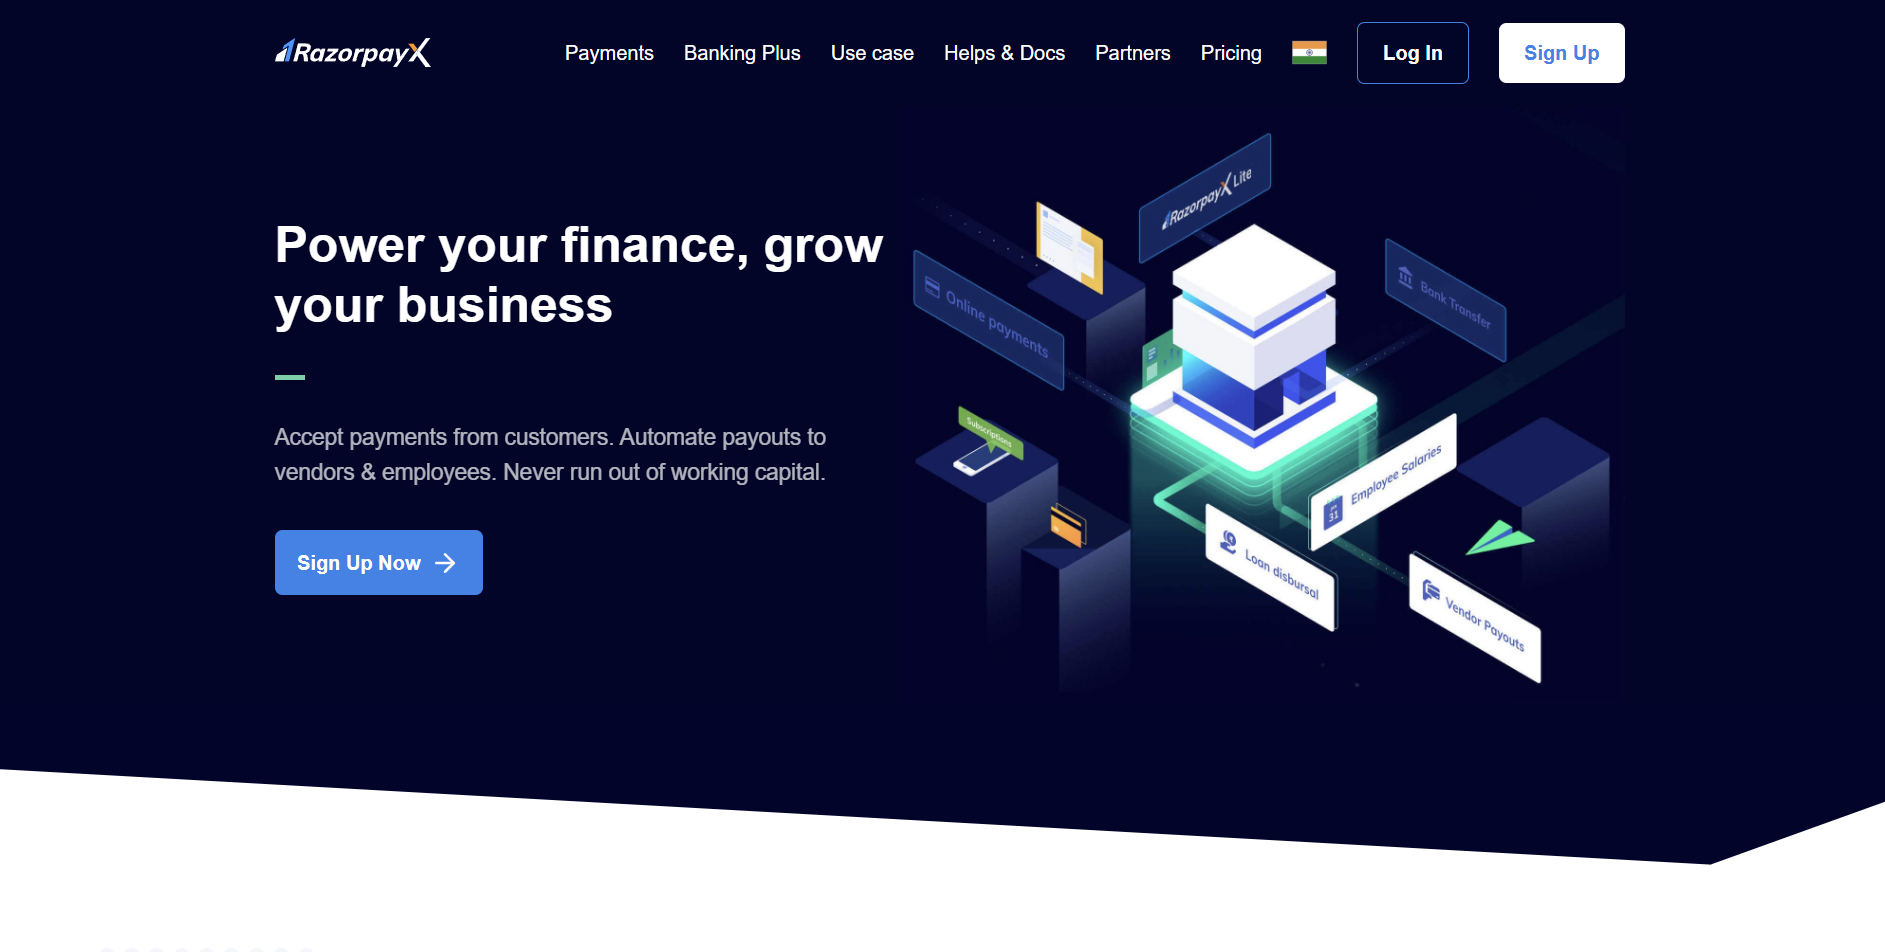 RazorpayX
Payments
Banking Plus
Use case
Helps & Docs
Partners
Pricing
Log In
Sign Up
Power your finance, grow
your business
Accept payments from customers. Automate payouts to
vendors & employees. Never run out of working capital.
Sign Up Now
RazorpayX Lite
Online payments
Bank Transfer
Subscriptions
Employee Salaries
31
Loan disbursal
Vendor Payouts